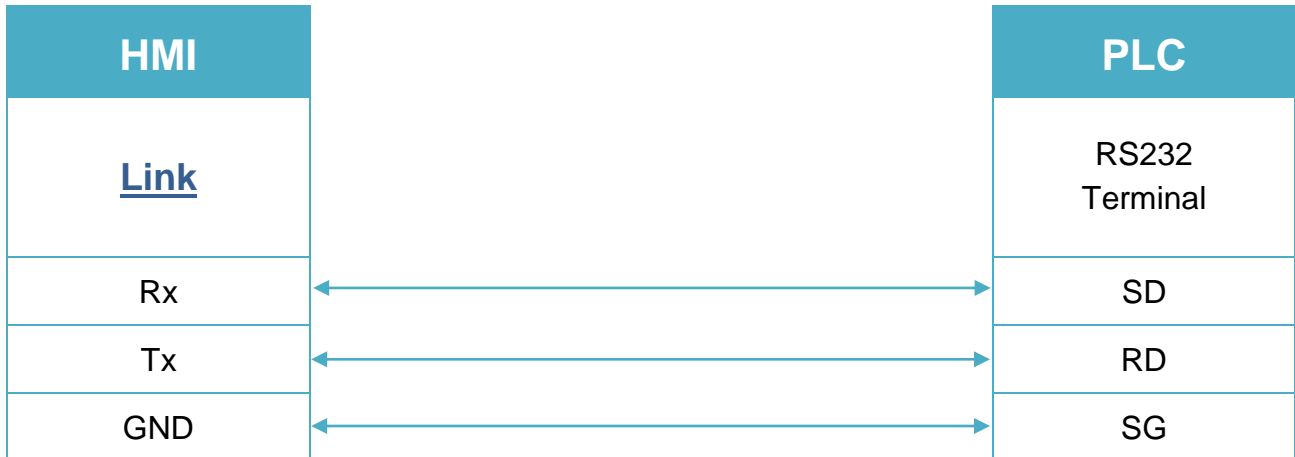 HMI
PLC
Link
RS232
Terminal
Rx
SD
Tx
RD
GND
SG